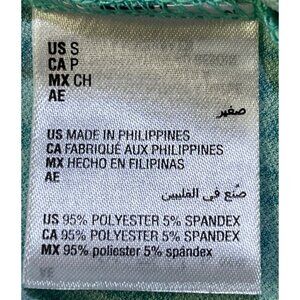 US S
CA P
MX CH
AE
صغير
US MADE IN PHILIPPINES
CA FABRIQUÉ AUX PHILIPPINES
MX HECHO EN FILIPINAS
AE
صنع في الفلبين
US 95% POLYESTER 5% SPANDEX
CA 95% POLYESTER 5% SPANDEX
MX 95% poliester 5% spandex